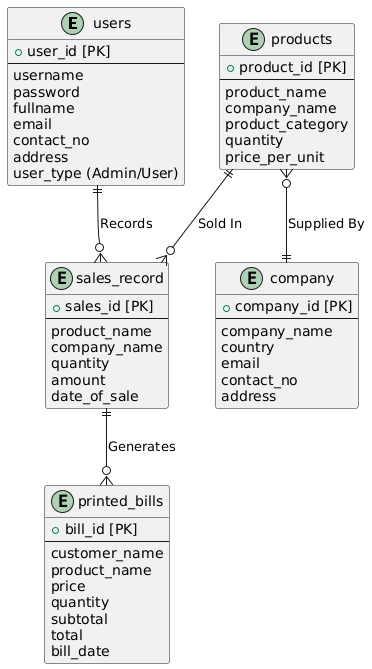 E users
+ user_id [PK]
username
password
fullname
email
contact_no
address
user_type (Admin/User)
E products
+ product_id [PK]
product_name
company_name
product_category
quantity
price_per_unit
Records
Sold In
Supplied By
E sales_record
+ sales_id [PK]
product_name
company_name
quantity
amount
date_of_sale
E company
+ company_id [PK]
company_name
country
email
contact_no
address
Generates
E printed_bills
+ bill_id [PK]
customer_name
product_name
price
quantity
subtotal
total
bill_date